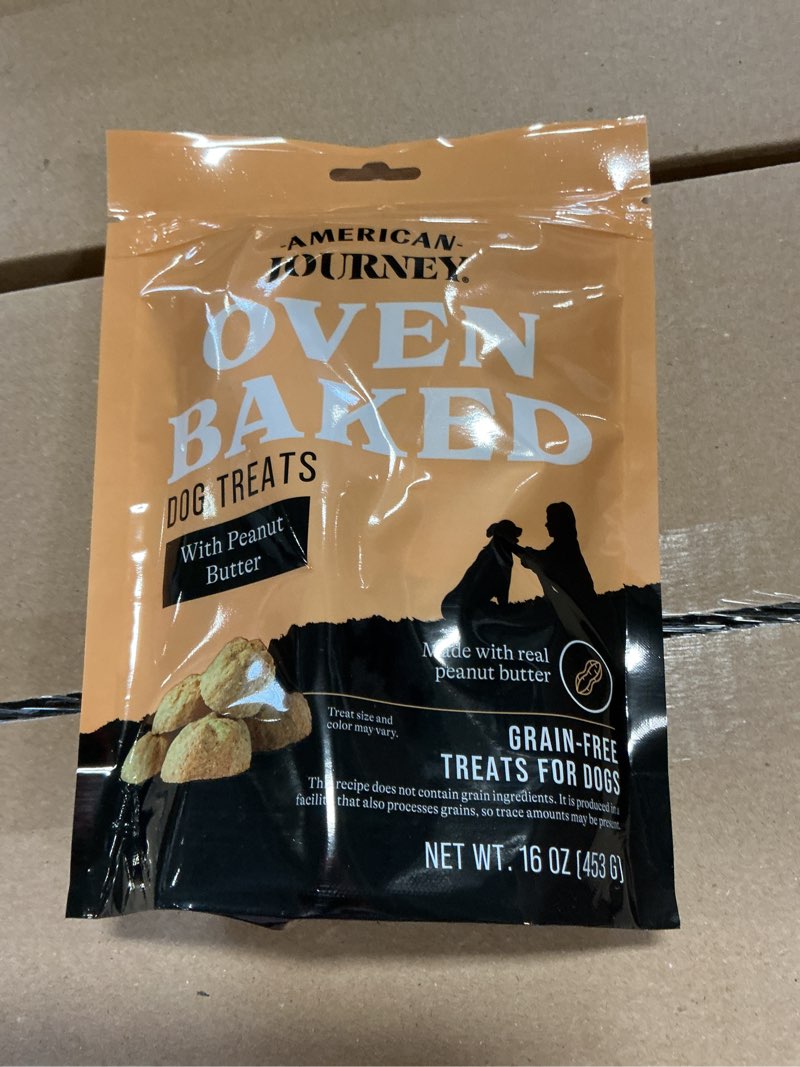 -AMERICAN-
JOURNEY®
OVEN
BAKED
DOG TREATS
With Peanut
Butter
Made with real
peanut butter
Treat size and
color may vary.
GRAIN-FREE
TREATS FOR DOGS
This recipe does not contain grain ingredients. It is produced in a
facility that also processes grains, so trace amounts may be present.
NET WT. 16 OZ (453 G)